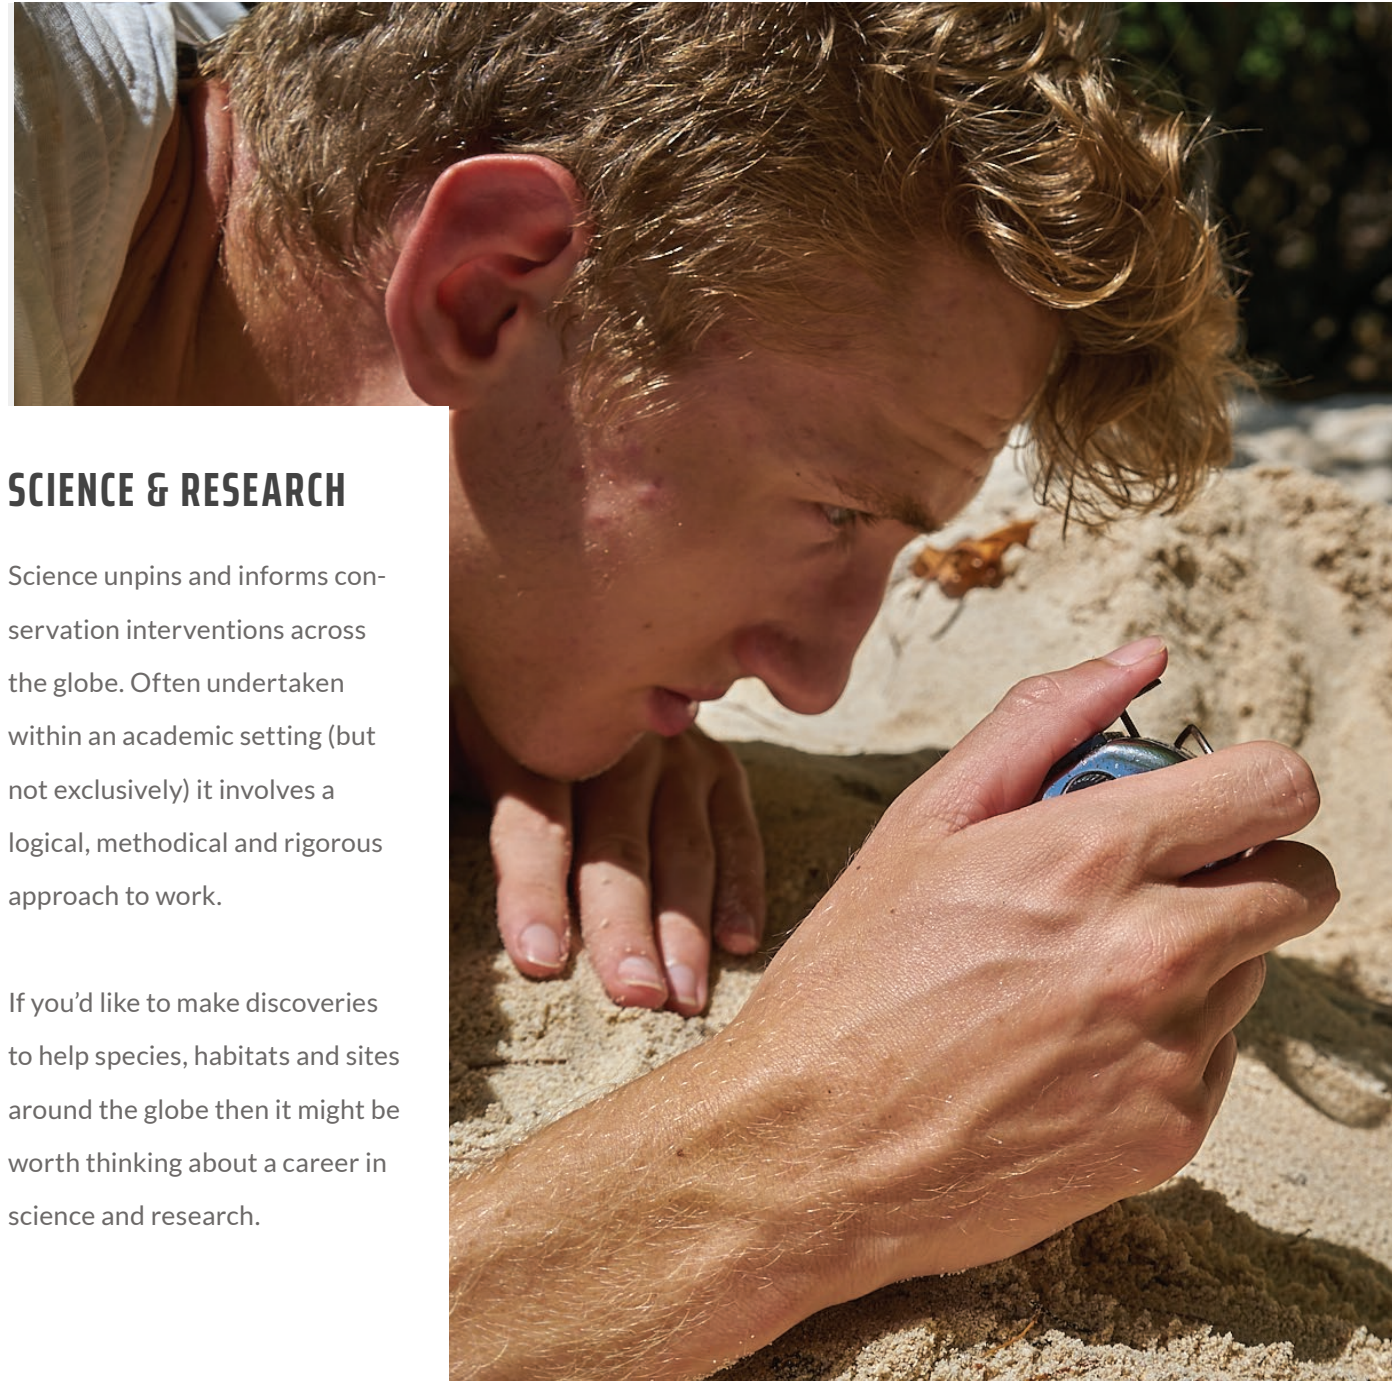 SCIENCE & RESEARCH
Science unpins and informs con-
servation interventions across
the globe. Often undertaken
within an academic setting (but
not exclusively) it involves a
logical, methodical and rigorous
approach to work.
If you’d like to make discoveries
to help species, habitats and sites
around the globe then it might be
worth thinking about a career in
science and research.